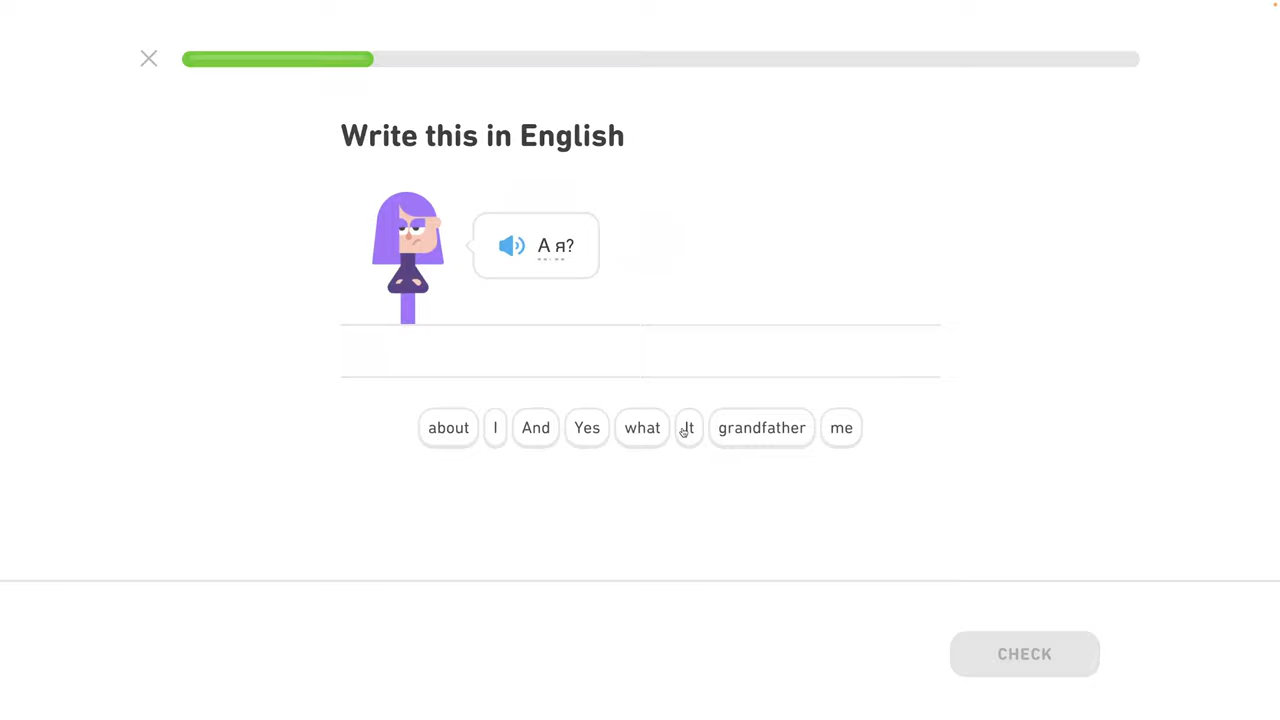 Write this in English
А я?
about I And Yes what It grandfather me
CHECK